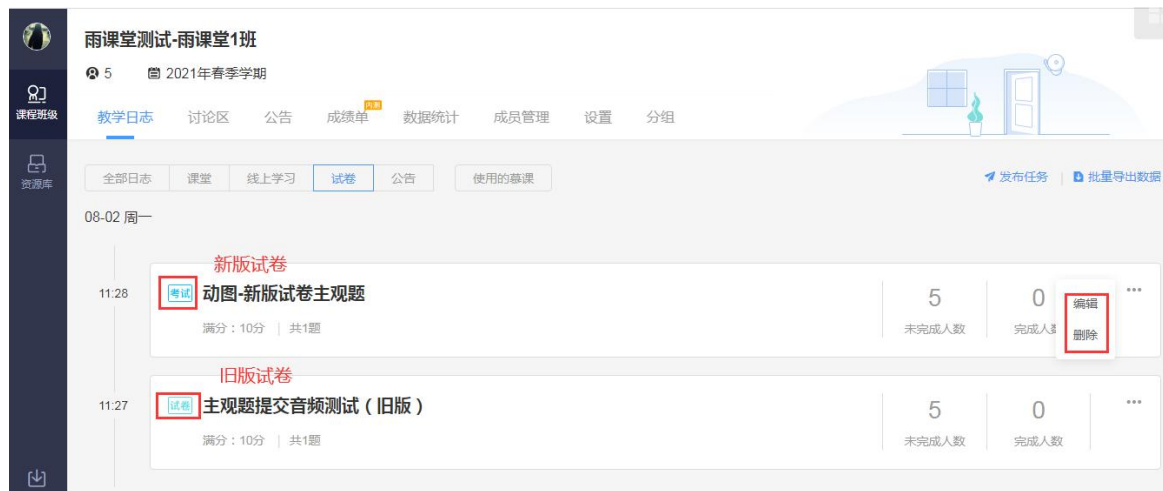 雨课堂测试-雨课堂1班
5 2021年春季学期
课程班级
教学日志 讨论区 公告 成绩单 内测 数据统计 成员管理 设置 分组
资源库
全部日志 课堂 线上学习 试卷 公告 使用的慕课 发布任务 | 批量导出数据
08-02 周一
新版试卷
11:28 考试 动图-新版试卷主观题 5 0 编辑 ...
满分：10分 | 共1题 未完成人数 完成人数 删除
旧版试卷
11:27 试卷 主观题提交音频测试（旧版） 5 0 ...
满分：10分 | 共1题 未完成人数 完成人数